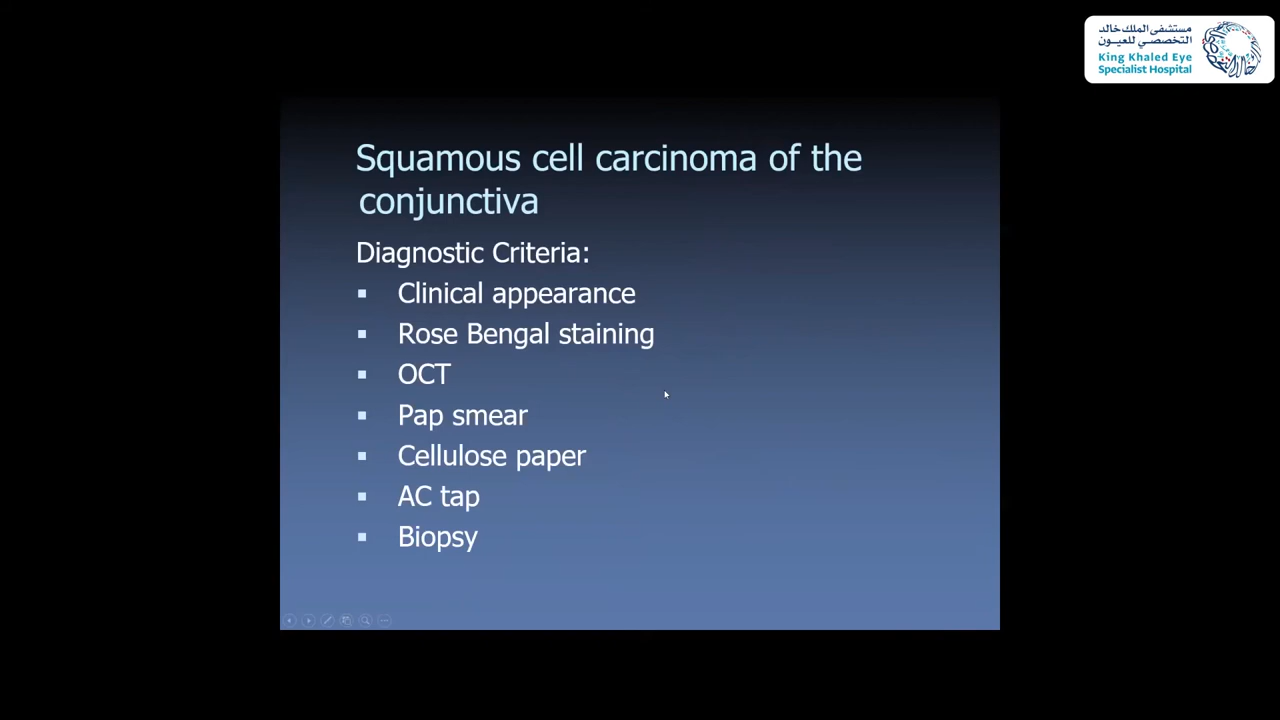 مستشفى الملك خالد
التخصصي للعيون
King Khaled Eye
Specialist Hospital
Squamous cell carcinoma of the
conjunctiva
Diagnostic Criteria:
▪ Clinical appearance
▪ Rose Bengal staining
▪ OCT
▪ Pap smear
▪ Cellulose paper
▪ AC tap
▪ Biopsy